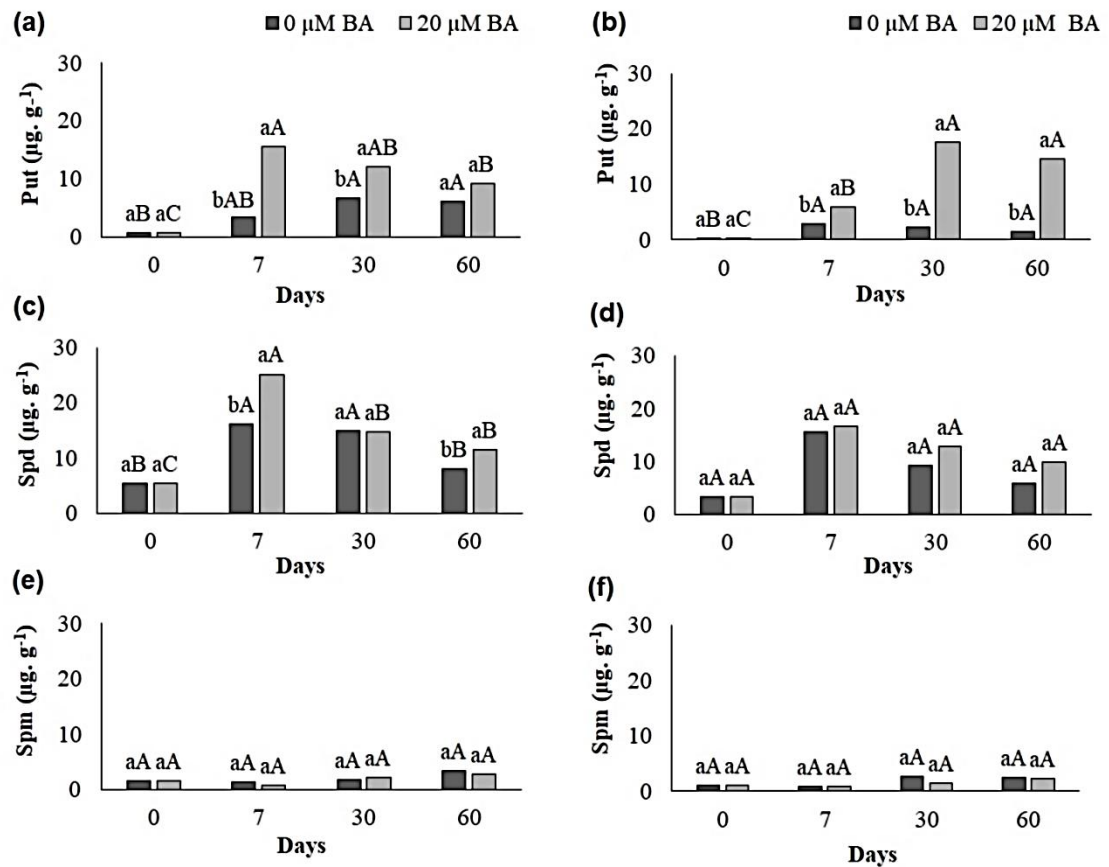 (a)
0 μM BA 20 μM BA
Put (μg. g-1)
30
20
10
0
aB aC
bAB aA
bA aAB
aA aB
0 7 30 60
Days
(b)
0 μM BA 20 μM BA
Put (μg. g-1)
30
20
10
0
aB aC
bA aB
bA aA
bA aA
0 7 30 60
Days
(c)
Spd (μg. g-1)
30
20
10
0
aB aC
bA aA
aA aB
bB aB
0 7 30 60
Days
(d)
Spd (μg. g-1)
30
20
10
0
aA aA
aA aA
aA aA
aA aA
0 7 30 60
Days
(e)
Spm (μg. g-1)
30
20
10
0
aA aA
aA aA
aA aA
aA aA
0 7 30 60
Days
(f)
Spm (μg. g-1)
30
20
10
0
aA aA
aA aA
aA aA
aA aA
0 7 30 60
Days